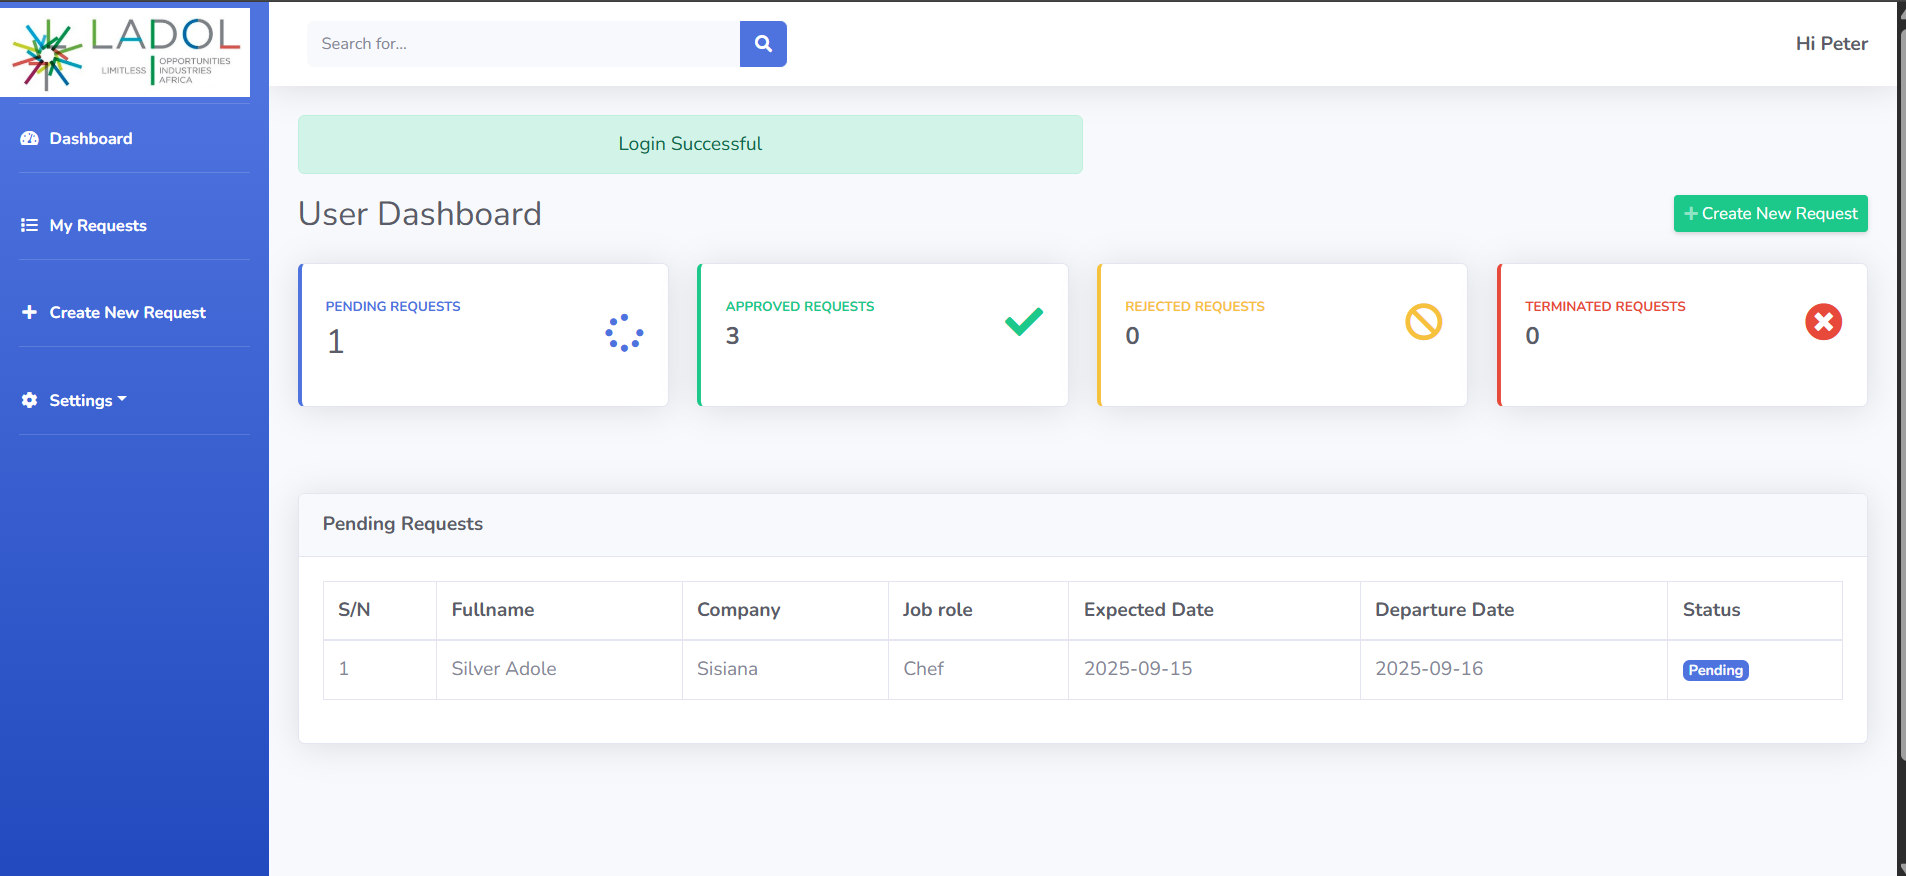 LADOL
LIMITLESS
OPPORTUNITIES
INDUSTRIES
AFRICA
Search for...
Hi Peter
Dashboard
My Requests
Create New Request
Settings
Login Successful
User Dashboard
Create New Request
PENDING REQUESTS
1
APPROVED REQUESTS
3
REJECTED REQUESTS
0
TERMINATED REQUESTS
0
Pending Requests
S/N Fullname Company Job role Expected Date Departure Date Status
1 Silver Adole Sisiana Chef 2025-09-15 2025-09-16 Pending